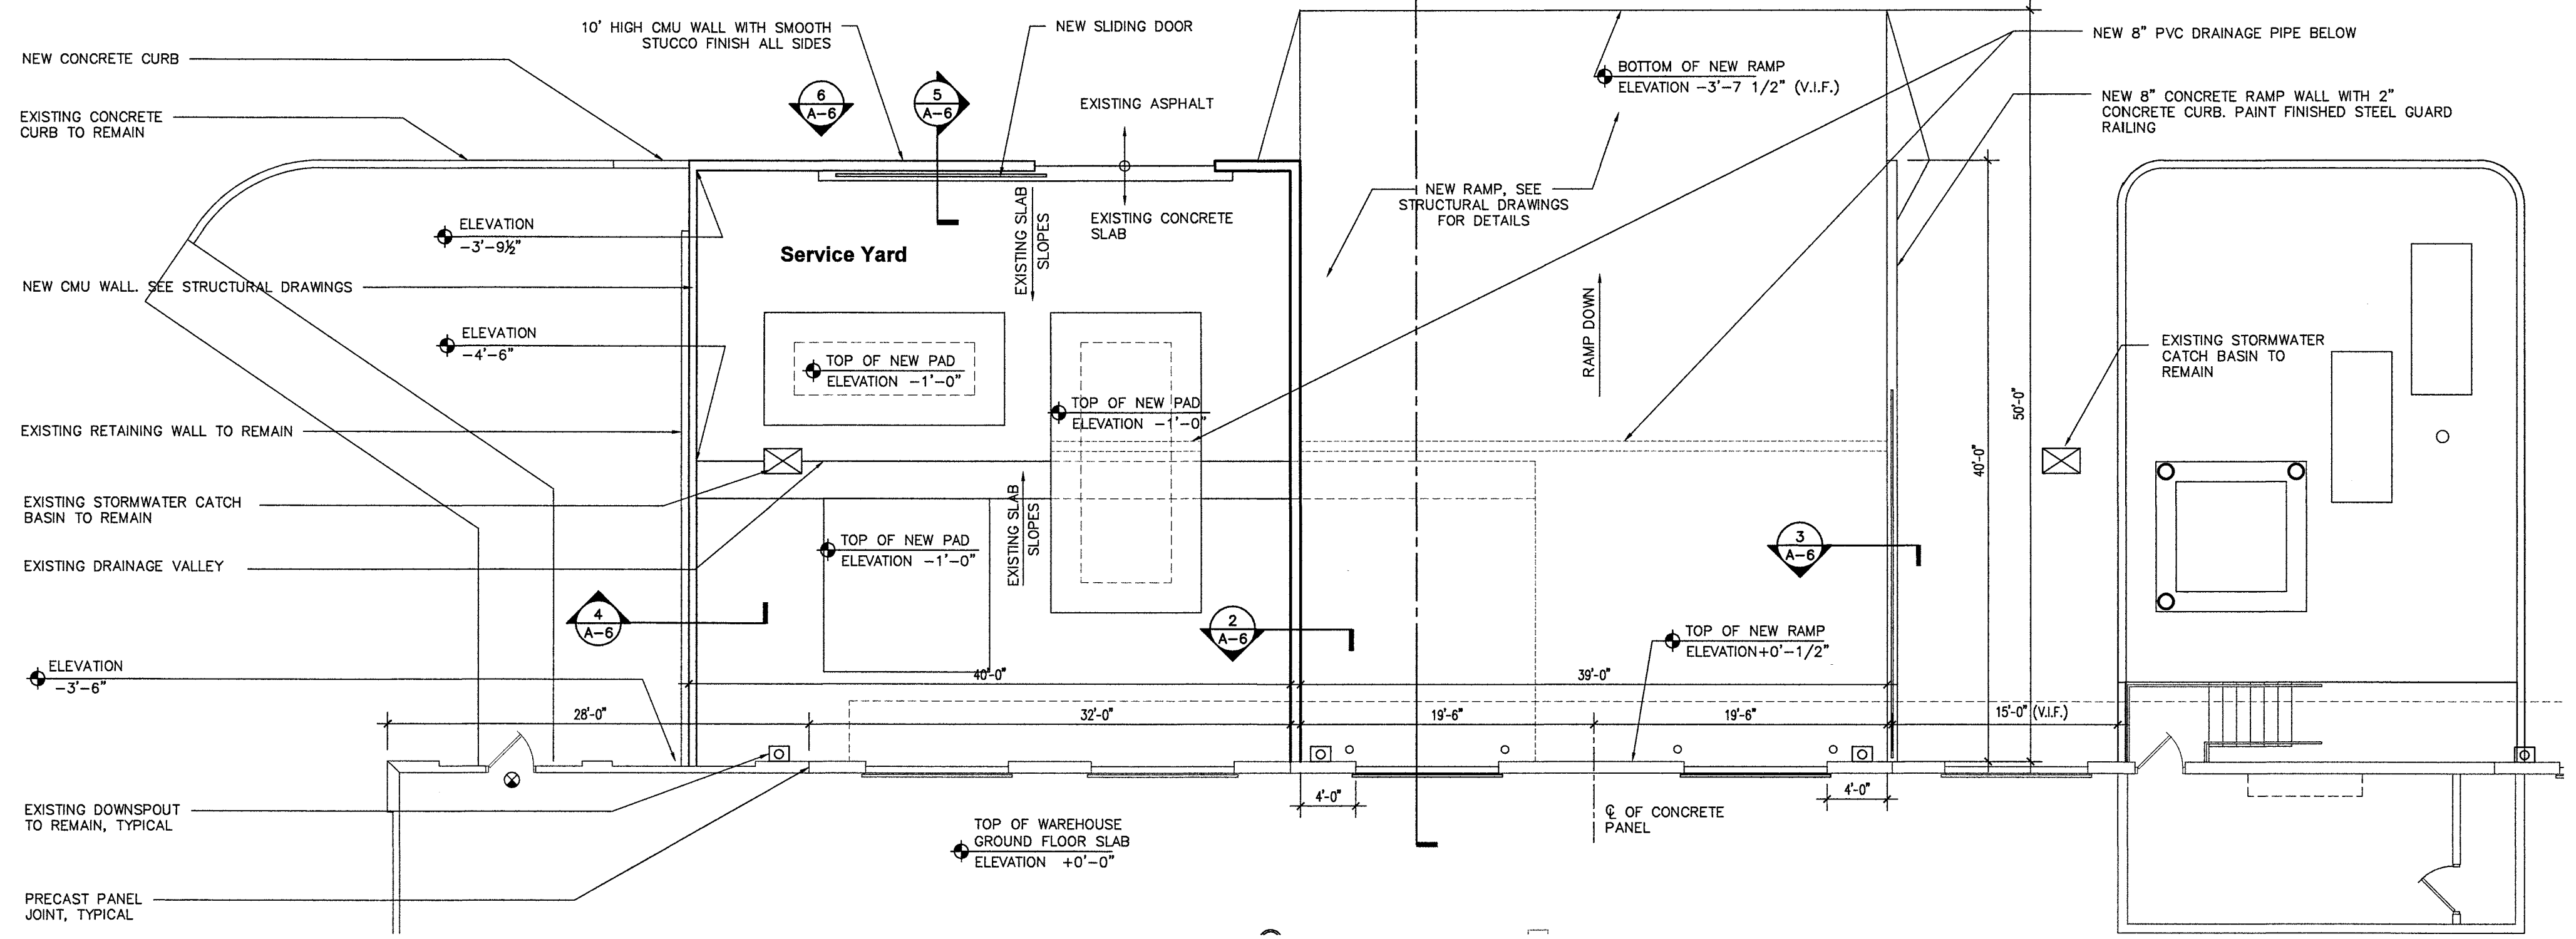 10' HIGH CMU WALL WITH SMOOTH
STUCCO FINISH ALL SIDES
NEW SLIDING DOOR
NEW 8" PVC DRAINAGE PIPE BELOW
NEW CONCRETE CURB
BOTTOM OF NEW RAMP
ELEVATION -3'-7 1/2" (V.I.F.)
6
A-6
5
A-6
EXISTING ASPHALT
NEW 8" CONCRETE RAMP WALL WITH 2"
CONCRETE CURB. PAINT FINISHED STEEL GUARD
RAILING
EXISTING CONCRETE
CURB TO REMAIN
NEW RAMP, SEE
STRUCTURAL DRAWINGS
FOR DETAILS
EXISTING CONCRETE
SLAB
EXISTING SLAB
SLOPES
ELEVATION
-3'-9½"
Service Yard
NEW CMU WALL. SEE STRUCTURAL DRAWINGS
RAMP DOWN
ELEVATION
-4'-6"
EXISTING STORMWATER
CATCH BASIN TO
REMAIN
TOP OF NEW PAD
ELEVATION -1'-0"
TOP OF NEW PAD
ELEVATION -1'-0"
50'-0"
40'-0"
EXISTING RETAINING WALL TO REMAIN
EXISTING STORMWATER CATCH
BASIN TO REMAIN
EXISTING SLAB
SLOPES
TOP OF NEW PAD
ELEVATION -1'-0"
3
A-6
EXISTING DRAINAGE VALLEY
4
A-6
2
A-6
TOP OF NEW RAMP
ELEVATION+0'-1/2"
ELEVATION
-3'-6"
40'-0"
39'-0"
28'-0"
32'-0"
19'-6"
19'-6"
15'-0" (V.I.F.)
4'-0"
4'-0"
EXISTING DOWNSPOUT
TO REMAIN, TYPICAL
℄ OF CONCRETE
PANEL
TOP OF WAREHOUSE
GROUND FLOOR SLAB
ELEVATION +0'-0"
PRECAST PANEL
JOINT, TYPICAL